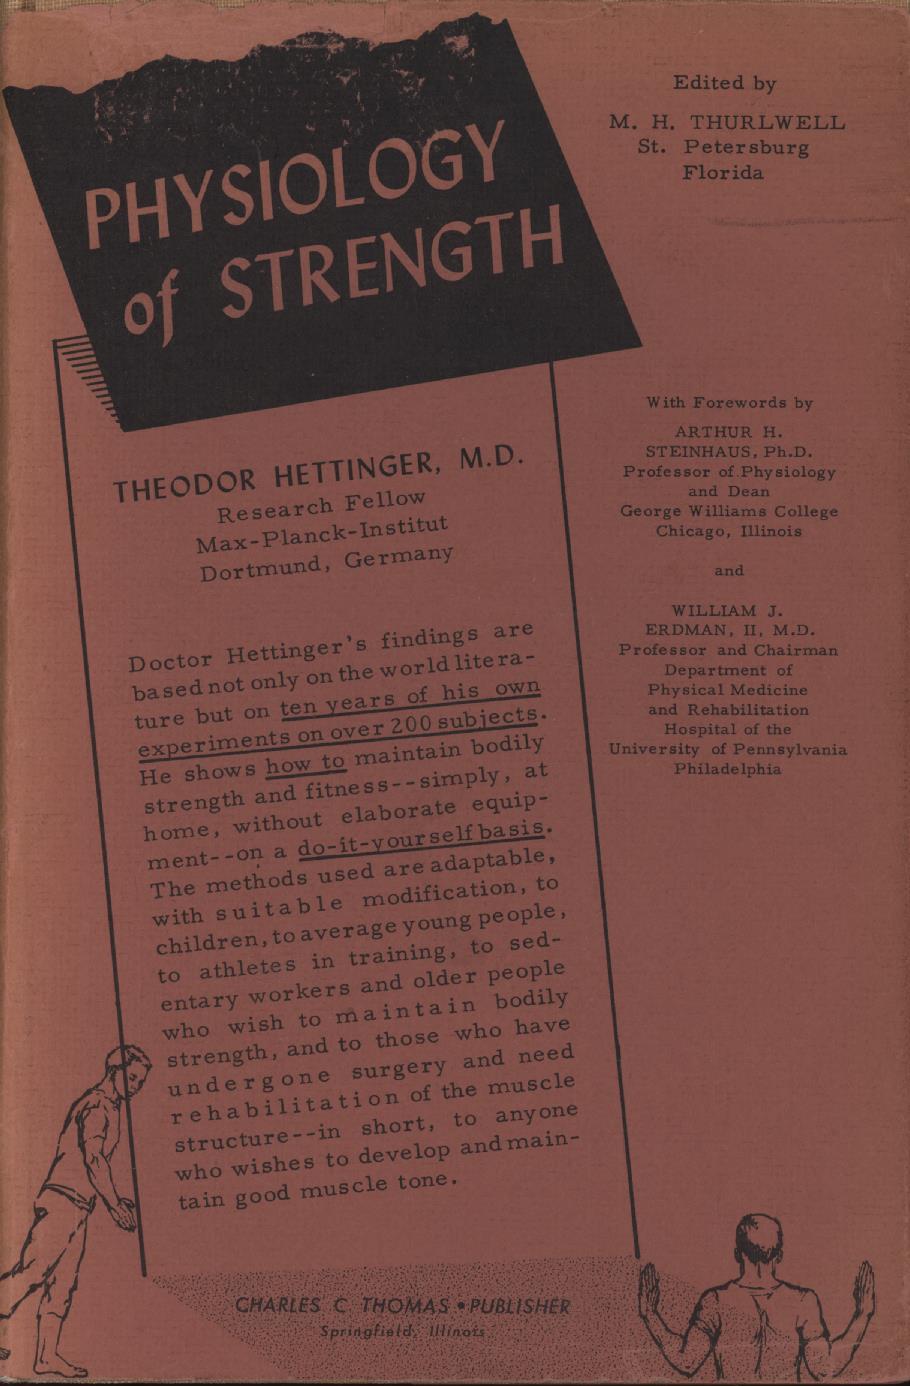 PHYSIOLOGY
of STRENGTH
Edited by
M. H. THURLWELL
St. Petersburg
Florida
With Forewords by
ARTHUR H.
STEINHAUS, Ph.D.
Professor of Physiology
and Dean
George Williams College
Chicago, Illinois
and
WILLIAM J.
ERDMAN, II, M.D.
Professor and Chairman
Department of
Physical Medicine
and Rehabilitation
Hospital of the
University of Pennsylvania
Philadelphia
THEODOR HETTINGER, M.D.
Research Fellow
Max-Planck-Institut
Dortmund, Germany
Doctor Hettinger's findings are
based not only on the world litera-
ture but on ten years of his own
experiments on over 200 subjects.
He shows how to maintain bodily
strength and fitness--simply, at
home, without elaborate equip-
ment--on a do-it-yourself basis.
The methods used are adaptable,
with suitable modification, to
children, to average young people,
to athletes in training, to sed-
entary workers and older people
who wish to maintain bodily
strength, and to those who have
undergone surgery and need
rehabilitation of the muscle
structure--in short, to anyone
who wishes to develop and main-
tain good muscle tone.
CHARLES C THOMAS • PUBLISHER
Springfield, Illinois